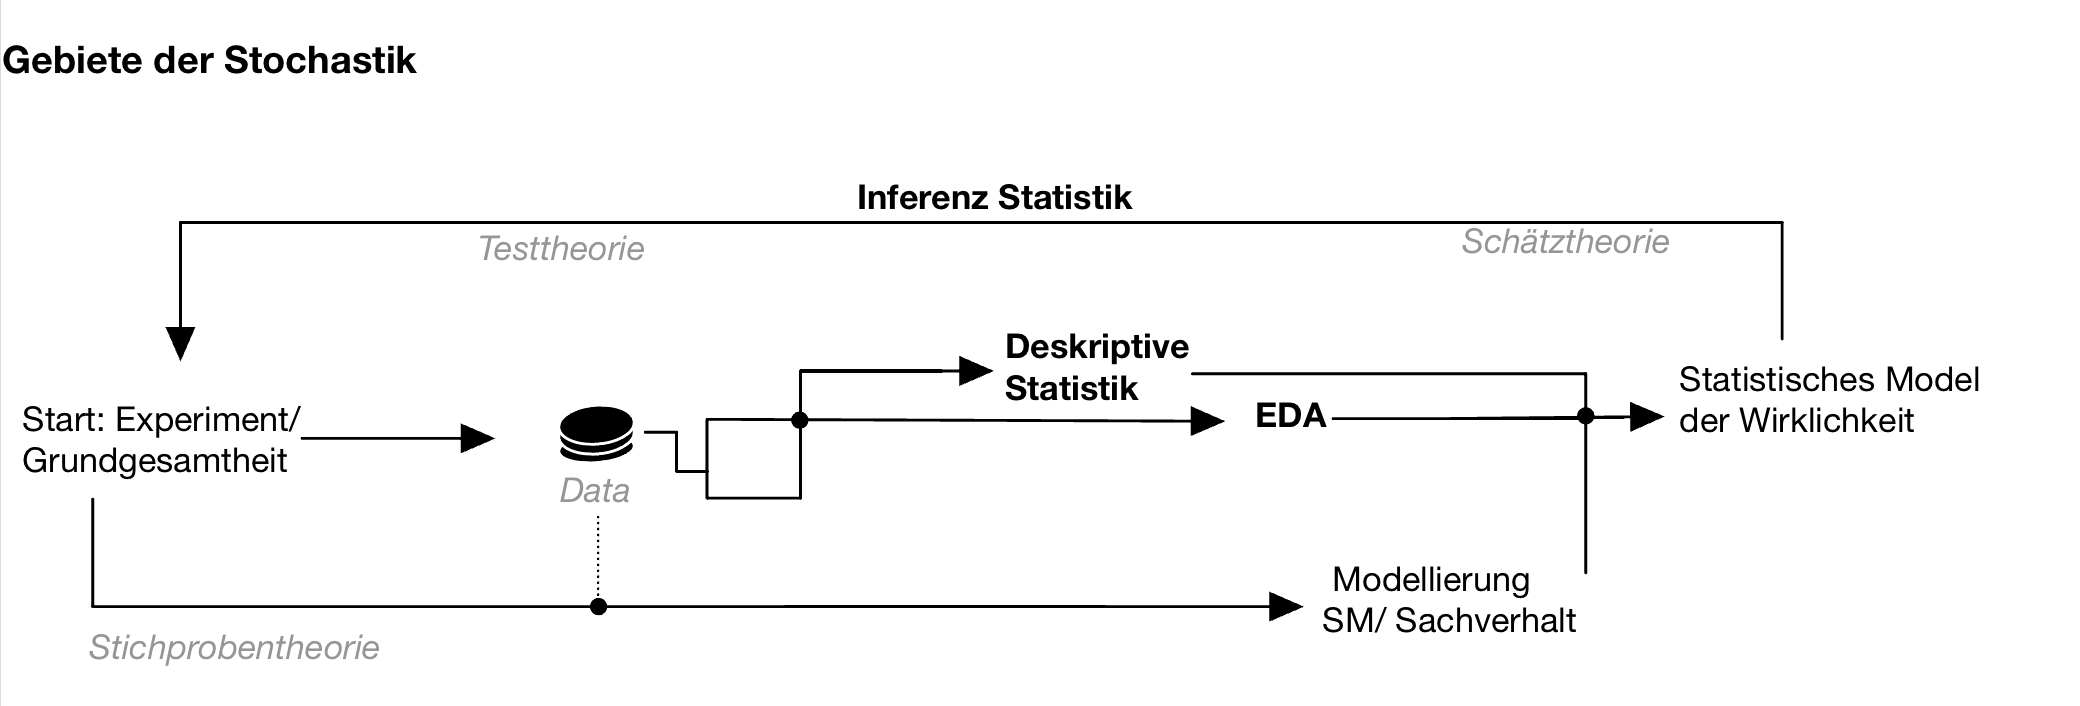 Gebiete der Stochastik
Inferenz Statistik
Testtheorie
Schätztheorie
Deskriptive
Statistik
Start: Experiment/
Grundgesamtheit
Data
EDA
Statistisches Model
der Wirklichkeit
Modellierung
SM/ Sachverhalt
Stichprobentheorie